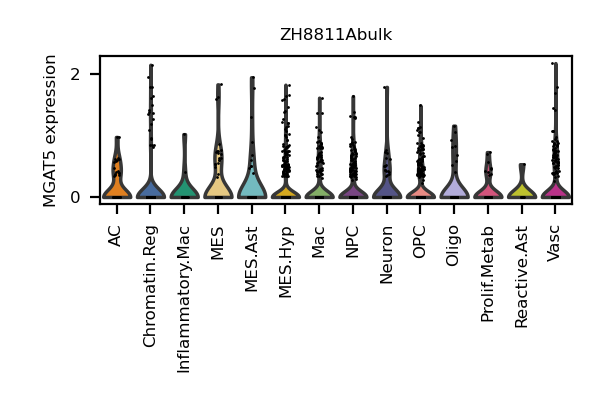 ZH8811Abulk
MGAT5 expression
2
0
AC
Chromatin.Reg
Inflammatory.Mac
MES
MES.Ast
MES.Hyp
Mac
NPC
Neuron
OPC
Oligo
Prolif.Metab
Reactive.Ast
Vasc